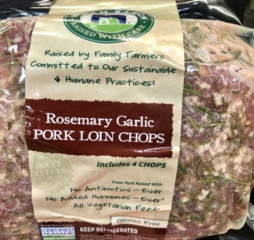 RAISED WITH CARE
Raised by Family Farmers
Committed to Our Sustainable
& Humane Practices†
Rosemary Garlic
PORK LOIN CHOPS
Includes 4 CHOPS
From Pork Raised With:
No Antibiotics – Ever
No Added Hormones – Ever*
All Vegetarian Feeds
Gluten Free
KEEP REFRIGERATED